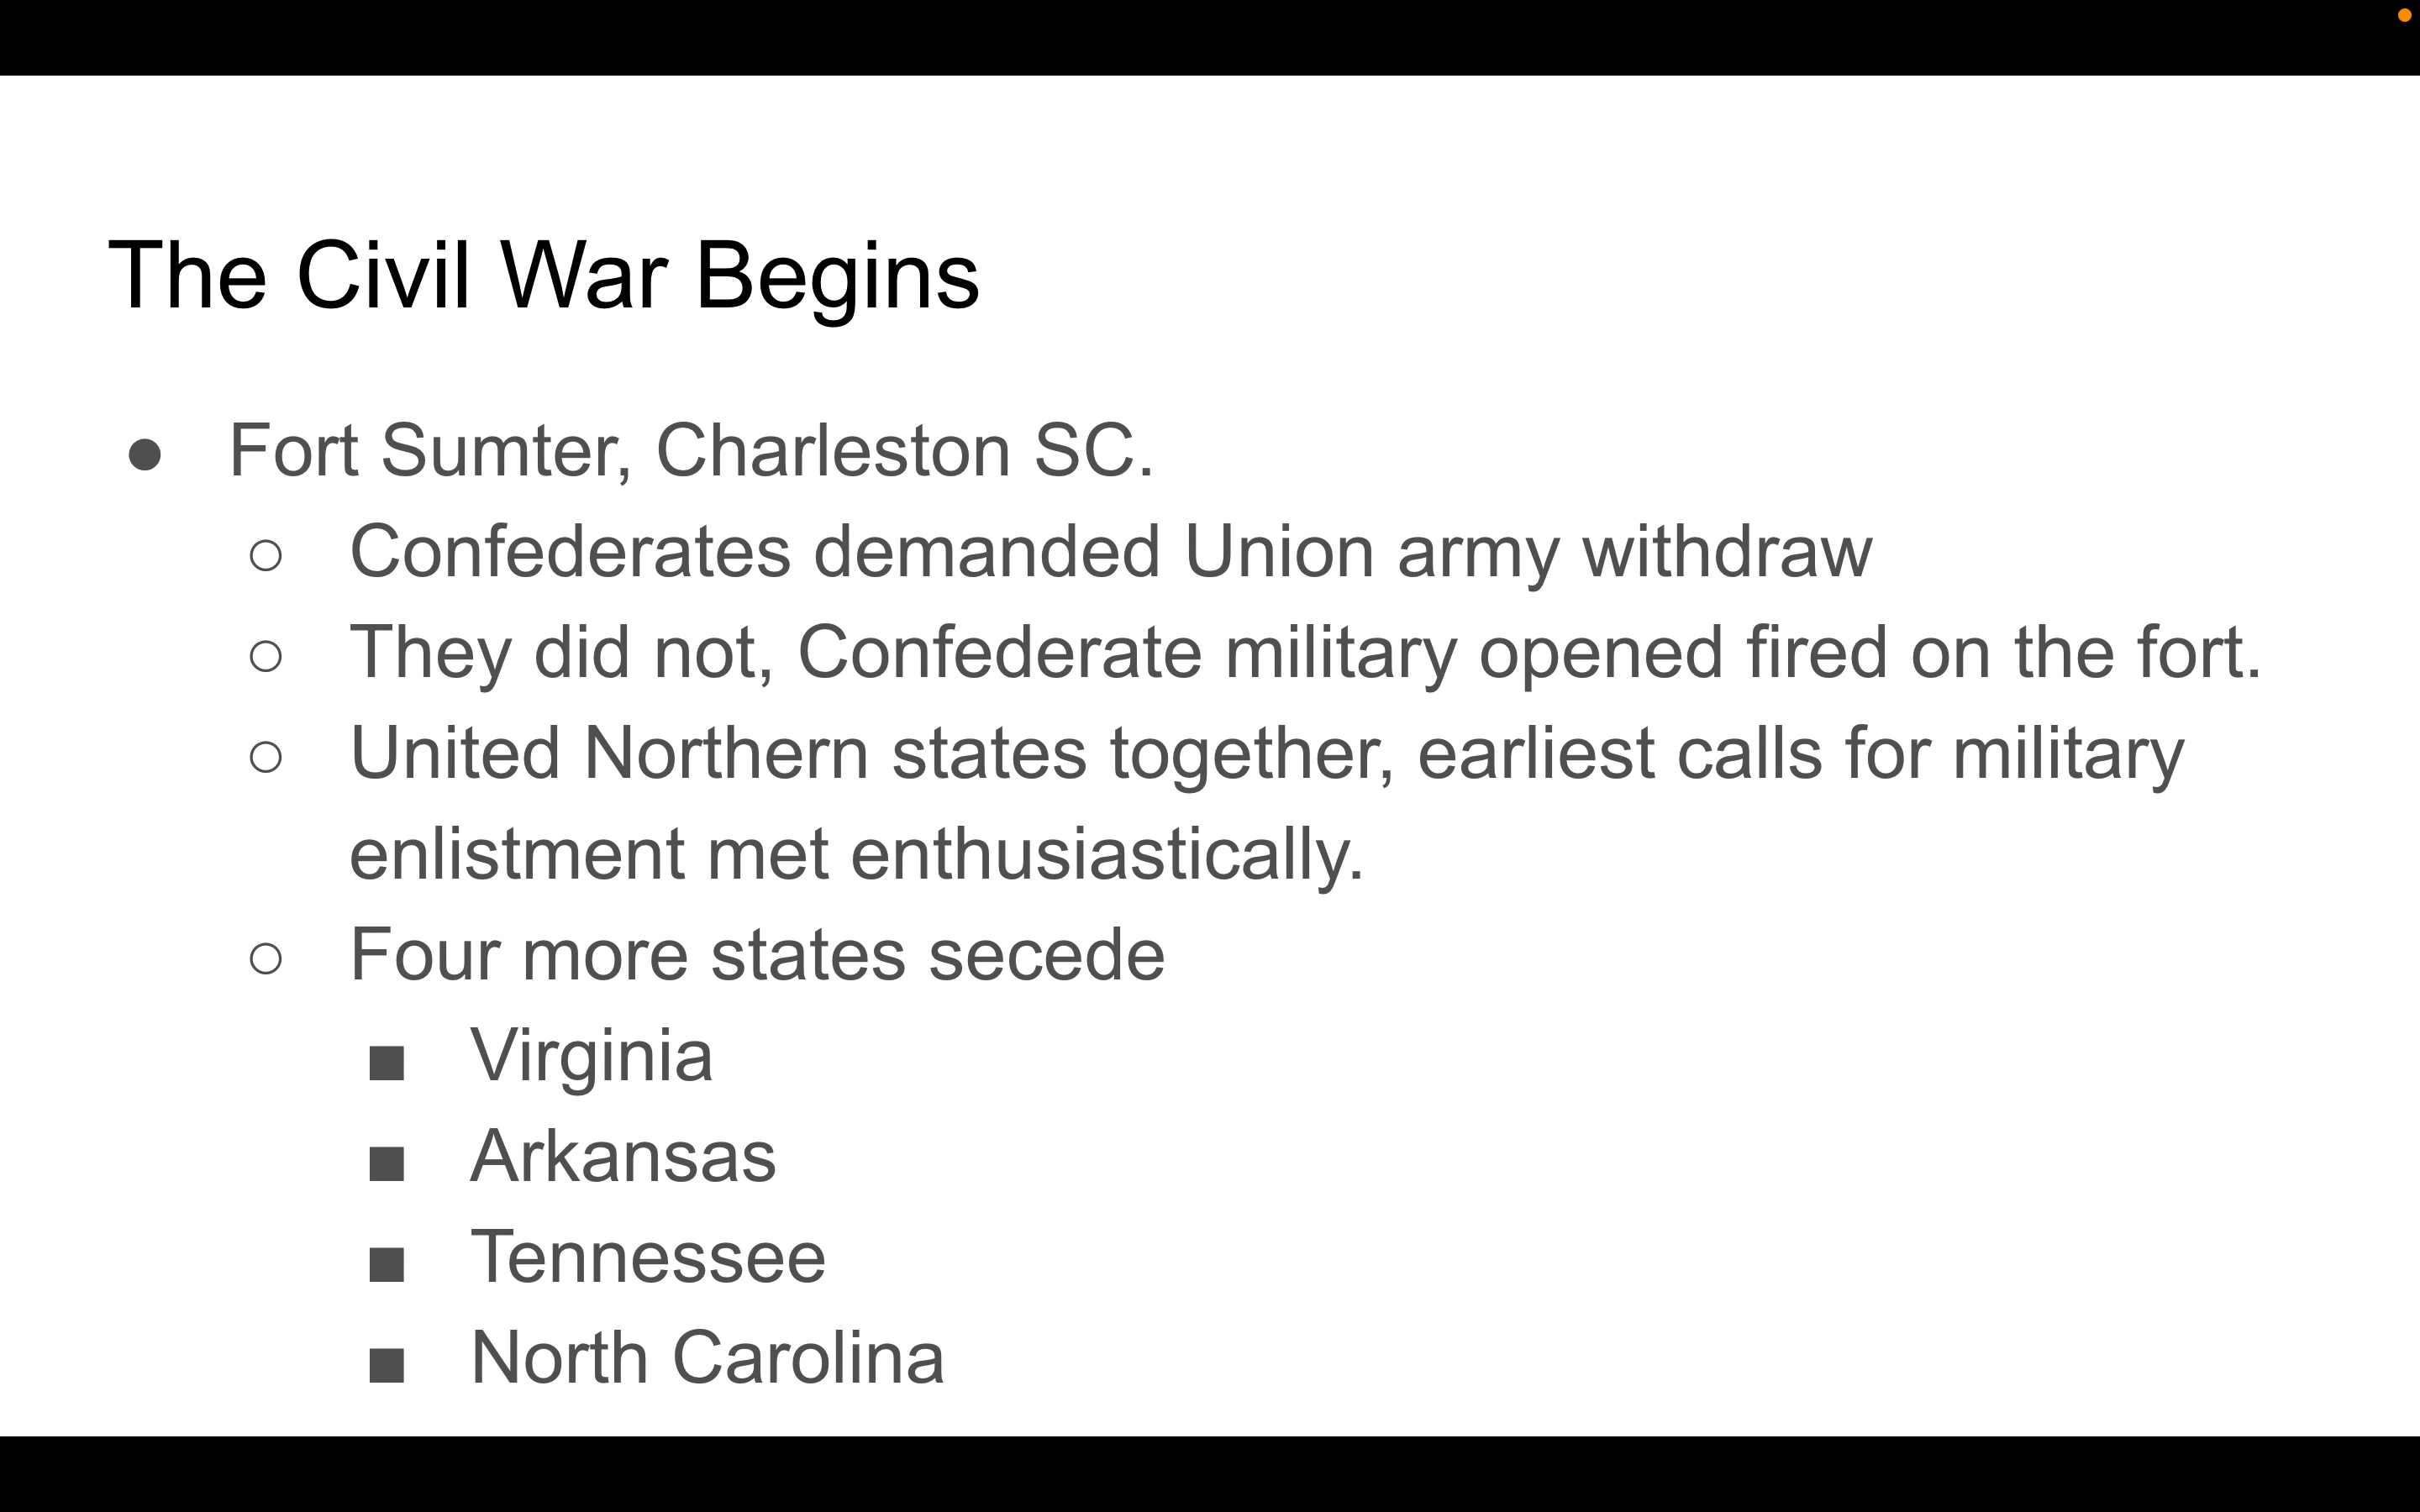 The Civil War Begins
● Fort Sumter, Charleston SC.
○ Confederates demanded Union army withdraw
○ They did not, Confederate military opened fired on the fort.
○ United Northern states together, earliest calls for military
enlistment met enthusiastically.
○ Four more states secede
■ Virginia
■ Arkansas
■ Tennessee
■ North Carolina